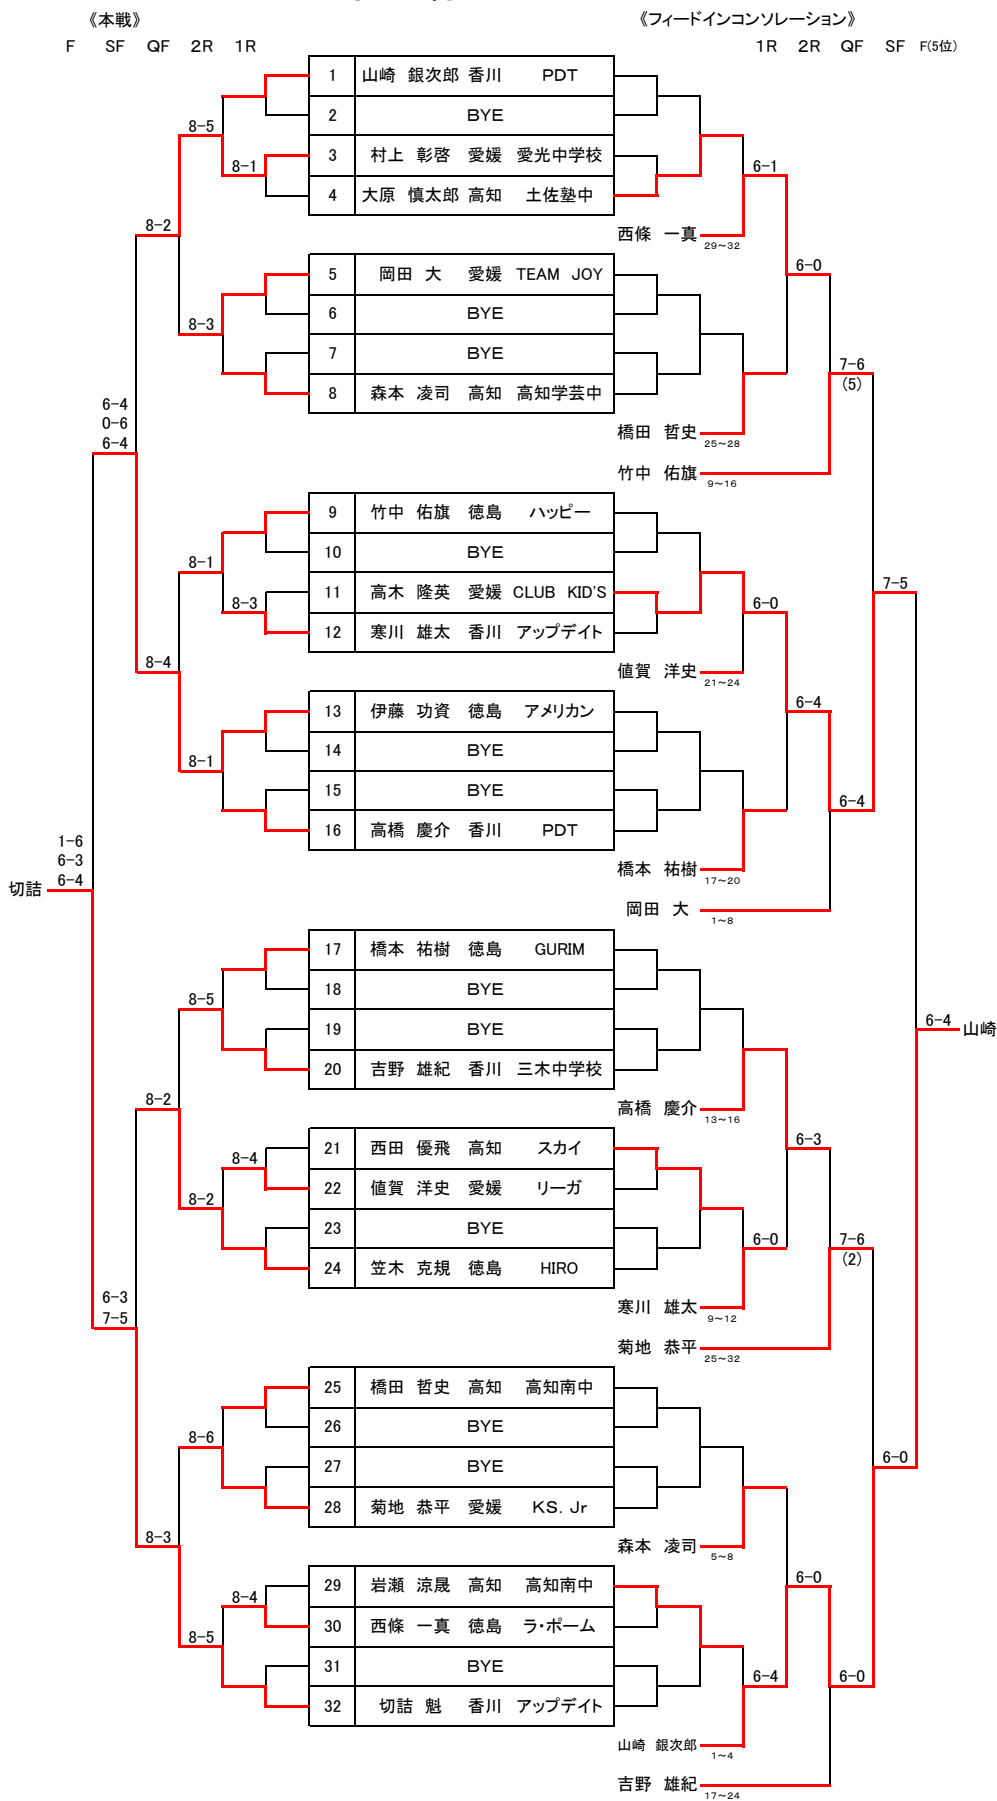 《本戦》 《フィードインコンソレーション》
F SF QF 2R 1R 1R 2R QF SF F(5位)
1 山崎 銀次郎 香川 PDT
2 BYE
8-5
3 村上 彰啓 愛媛 愛光中学校
8-1 6-1
4 大原 慎太郎 高知 土佐塾中
8-2 西條 一真
29~32
5 岡田 大 愛媛 TEAM JOY
6-0
6 BYE
8-3
7 BYE
7-6
(5)
8 森本 凌司 高知 高知学芸中
6-4
0-6
6-4
橋田 哲史
25~28
竹中 佑旗
9~16
9 竹中 佑旗 徳島 ハッピー
10 BYE
8-1
7-5
11 高木 隆英 愛媛 CLUB KID'S
8-3 6-0
12 寒川 雄太 香川 アップデイト
8-4 値賀 洋史
21~24
13 伊藤 功資 徳島 アメリカン
6-4
14 BYE
8-1
15 BYE
6-4
16 高橋 慶介 香川 PDT
1-6
6-3
6-4
切詰
橋本 祐樹
17~20
岡田 大
1~8
17 橋本 祐樹 徳島 GURIM
18 BYE
8-5
6-4 山崎
19 BYE
20 吉野 雄紀 香川 三木中学校
8-2 高橋 慶介
13~16
21 西田 優飛 高知 スカイ
6-3
8-4
22 値賀 洋史 愛媛 リーガ
8-2
23 BYE
6-0 7-6
(2)
24 笠木 克規 徳島 HIRO
6-3
7-5
寒川 雄太
9~12
菊地 恭平
25~32
25 橋田 哲史 高知 高知南中
26 BYE
8-6
6-0
27 BYE
28 菊地 恭平 愛媛 KS．Jr
8-3 森本 凌司
5~8
29 岩瀬 涼晟 高知 高知南中
6-0
8-4
30 西條 一真 徳島 ラ・ポーム
8-5
31 BYE
6-4 6-0
32 切詰 魁 香川 アップデイト
山崎 銀次郎
1~4
吉野 雄紀
17~24